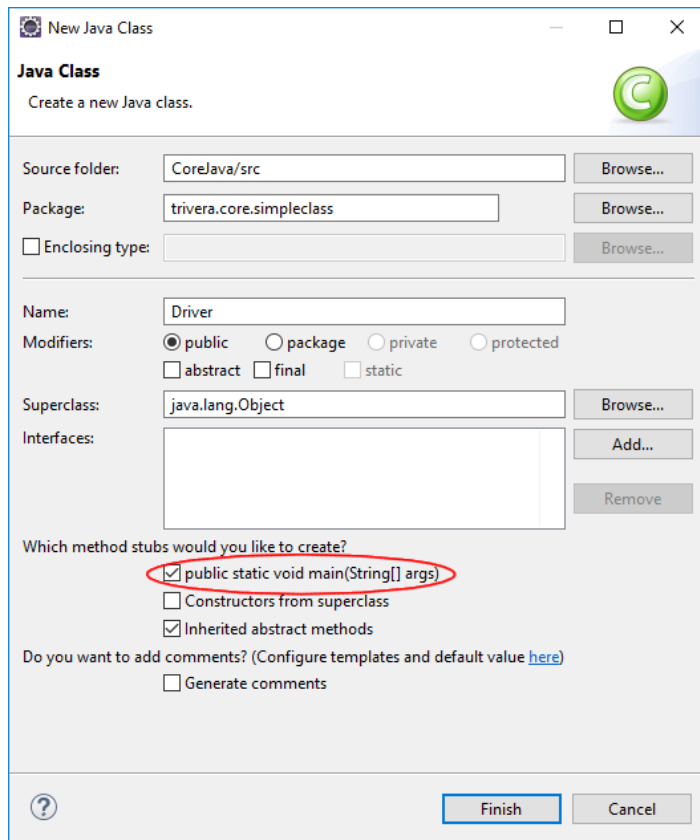 New Java Class
Java Class
Create a new Java class.
C
Source folder: CoreJava/src Browse...
Package: trivera.core.simpleclass Browse...
Enclosing type: Browse...
Name: Driver
Modifiers: public package private protected
abstract final static
Superclass: java.lang.Object Browse...
Interfaces: Add...
Remove
Which method stubs would you like to create?
public static void main(String[] args)
Constructors from superclass
Inherited abstract methods
Do you want to add comments? (Configure templates and default value here)
Generate comments
? Finish Cancel